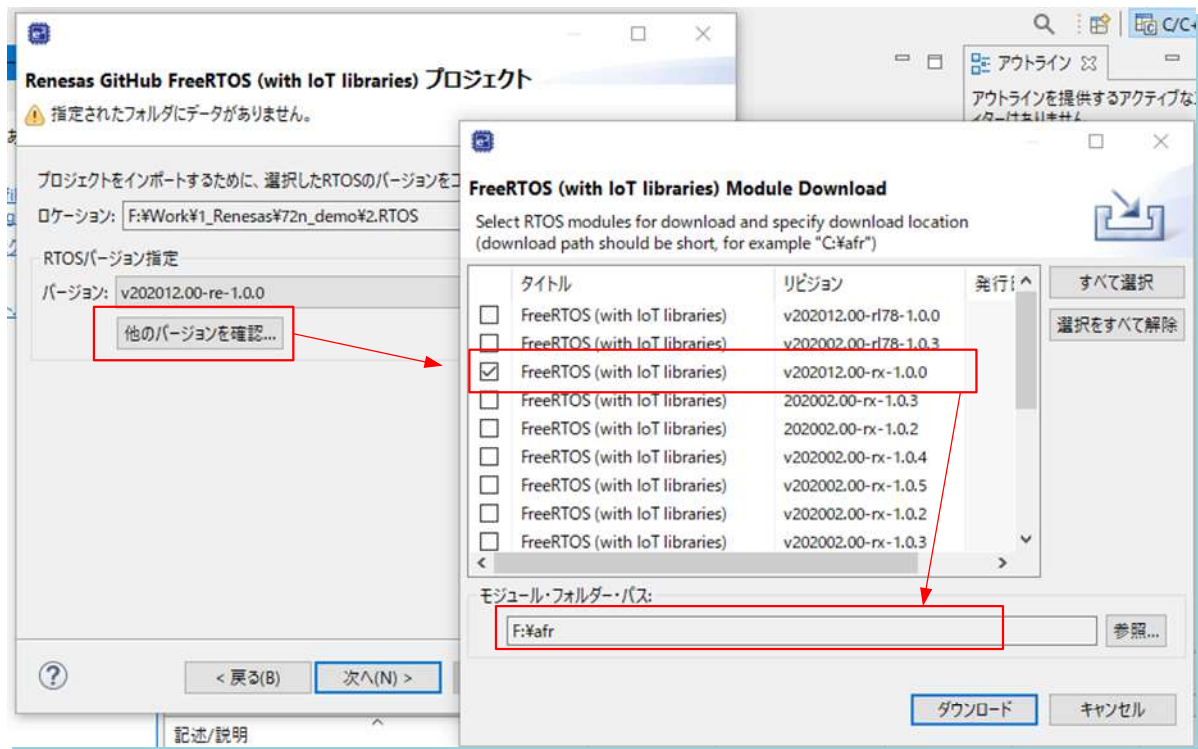 C/C+
Renesas GitHub FreeRTOS (with IoT libraries) プロジェクト
指定されたフォルダにデータがありません。
プロジェクトをインポートするために、選択したRTOSのバージョンをコ
ロケーション: F:¥Work¥1_Renesas¥72n_demo¥2.RTOS
RTOSバージョン指定
バージョン: v202012.00-re-1.0.0
他のバージョンを確認...
< 戻る(B)
次へ(N) >
記述/説明
アウトライン
アウトラインを提供するアクティブな
ィターはありません
FreeRTOS (with IoT libraries) Module Download
Select RTOS modules for download and specify download location
(download path should be short, for example "C:¥afr")
タイトル リビジョン 発行
FreeRTOS (with IoT libraries) v202012.00-rl78-1.0.0
FreeRTOS (with IoT libraries) v202002.00-rl78-1.0.3
FreeRTOS (with IoT libraries) v202012.00-rx-1.0.0
FreeRTOS (with IoT libraries) 202002.00-rx-1.0.3
FreeRTOS (with IoT libraries) 202002.00-rx-1.0.2
FreeRTOS (with IoT libraries) v202002.00-rx-1.0.4
FreeRTOS (with IoT libraries) v202002.00-rx-1.0.5
FreeRTOS (with IoT libraries) v202002.00-rx-1.0.2
FreeRTOS (with IoT libraries) v202002.00-rx-1.0.3
すべて選択
選択をすべて解除
モジュール・フォルダー・パス:
F:¥afr
参照...
ダウンロード
キャンセル